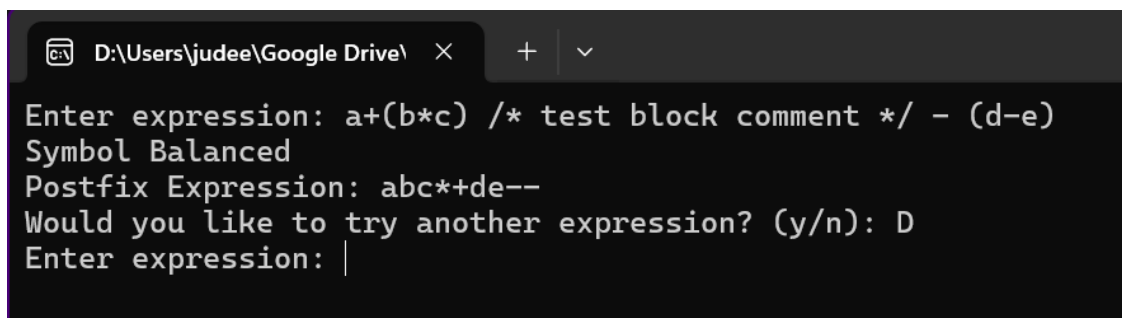 D:\Users\judee\Google Drive\
Enter expression: a+(b*c) /* test block comment */ - (d-e)
Symbol Balanced
Postfix Expression: abc*+de--
Would you like to try another expression? (y/n): D
Enter expression: